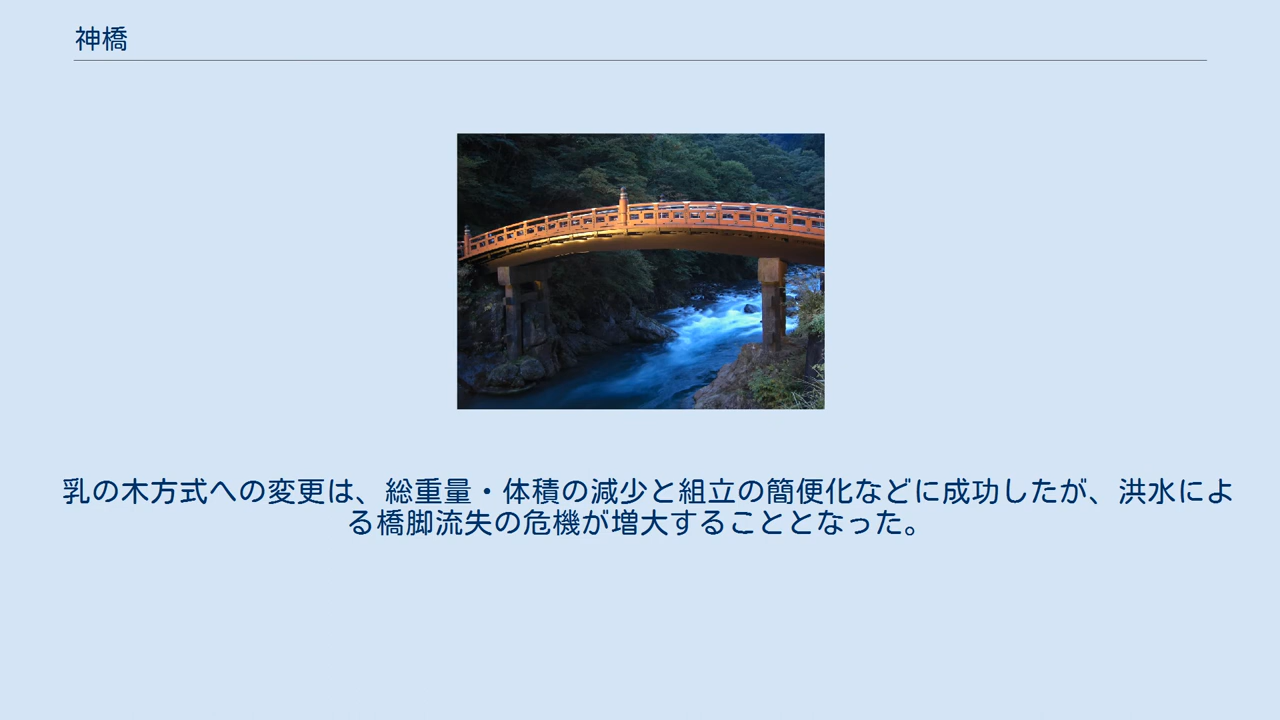 神橋
乳の木方式への変更は、総重量・体積の減少と組立の簡便化などに成功したが、洪水によ
る橋脚流失の危機が増大することとなった。